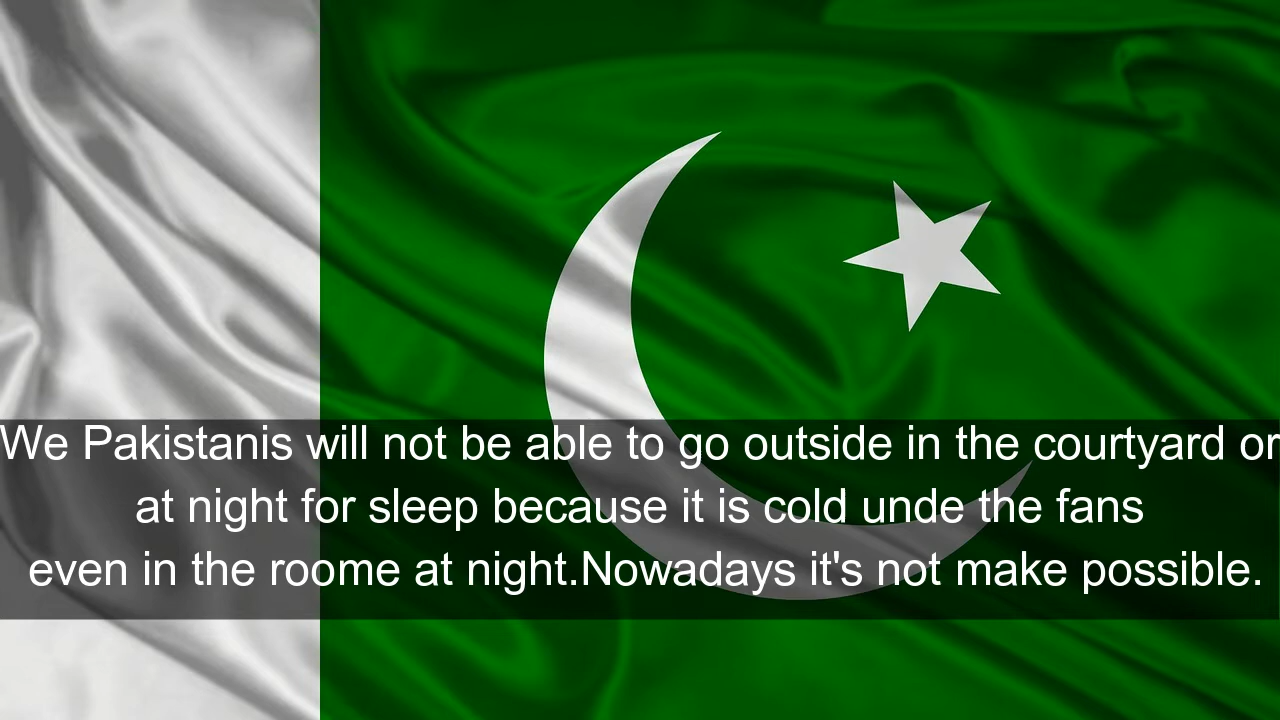 We Pakistanis will not be able to go outside in the courtyard or
at night for sleep because it is cold unde the fans
even in the roome at night.Nowadays it's not make possible.